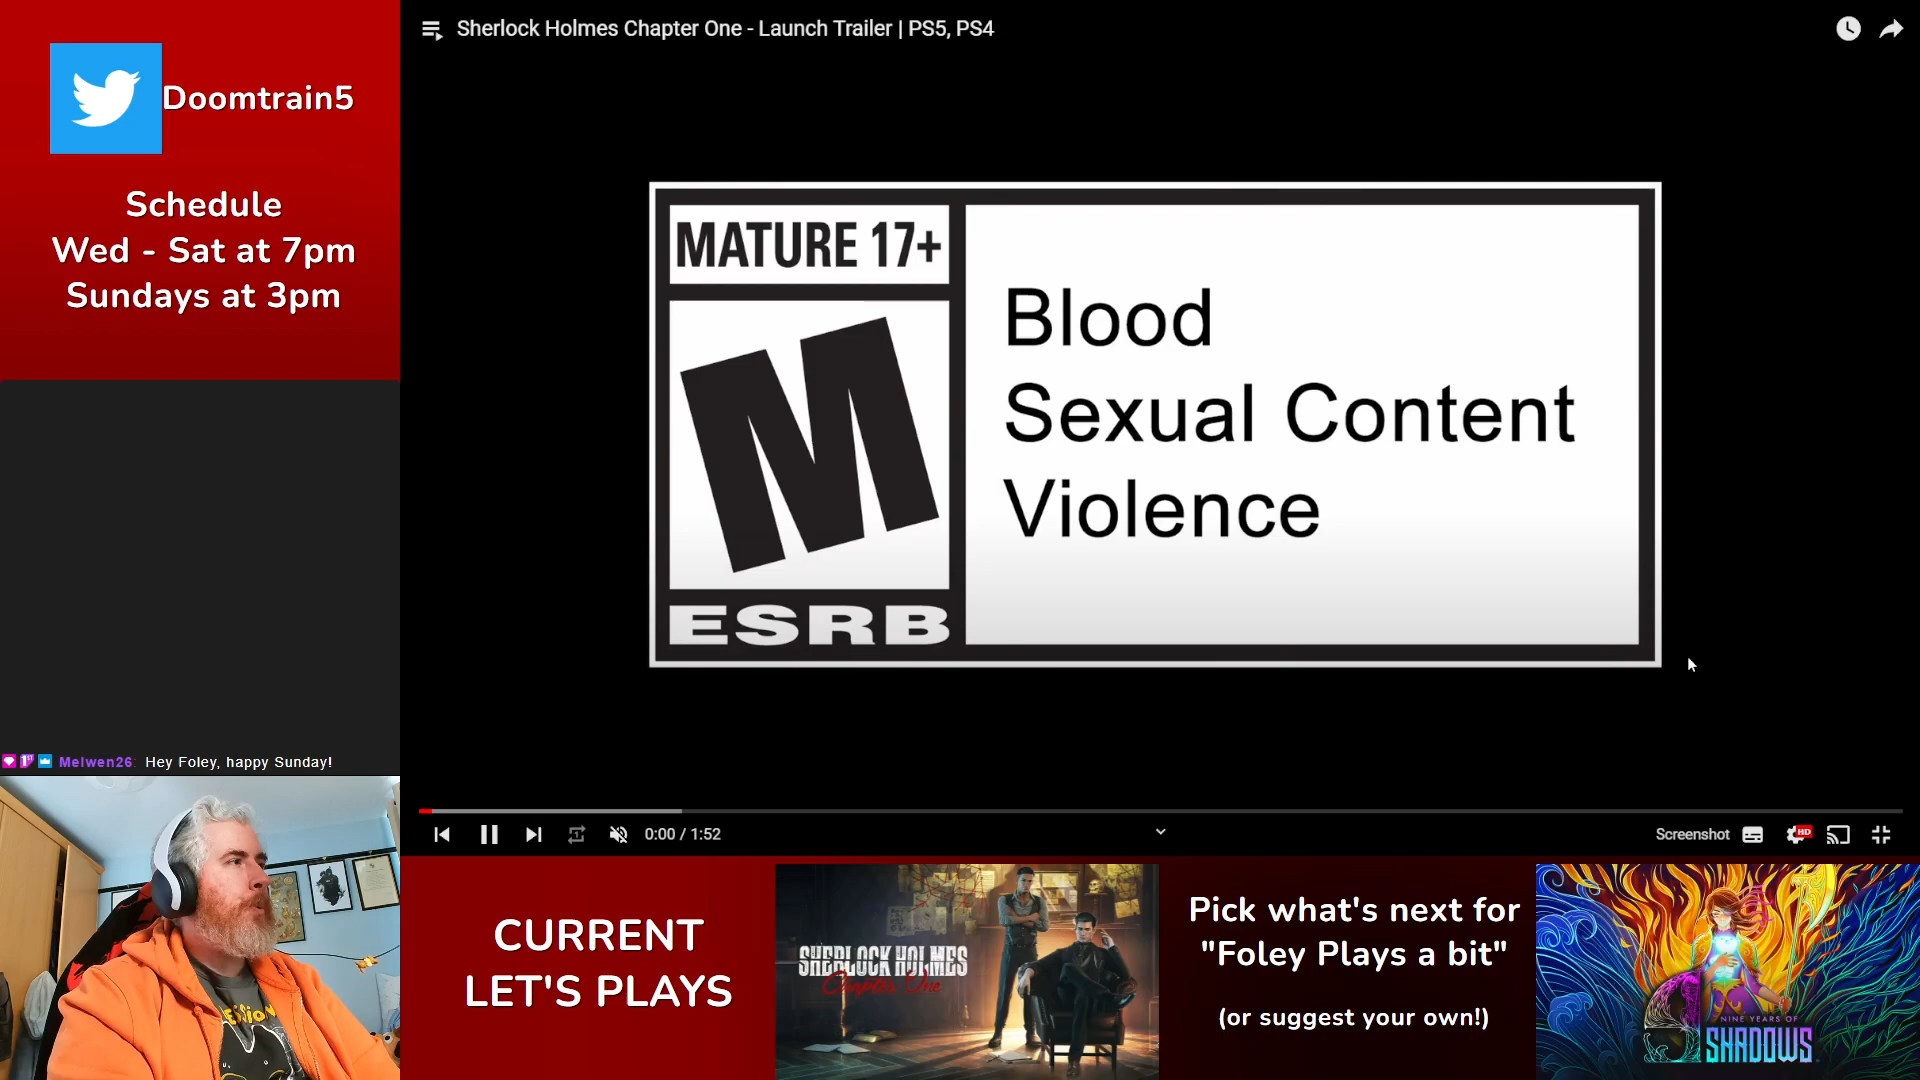 Doomtrain5
Schedule
Wed - Sat at 7pm
Sundays at 3pm
Melwen26: Hey Foley, happy Sunday!
Sherlock Holmes Chapter One - Launch Trailer | PS5, PS4
MATURE 17+
M
ESRB
Blood
Sexual Content
Violence
0:00 / 1:52
Screenshot
HD
CURRENT
LET'S PLAYS
SHERLOCK HOLMES
Chapter One
Pick what's next for
"Foley Plays a bit"
(or suggest your own!)
NINE YEARS OF
SHADOWS